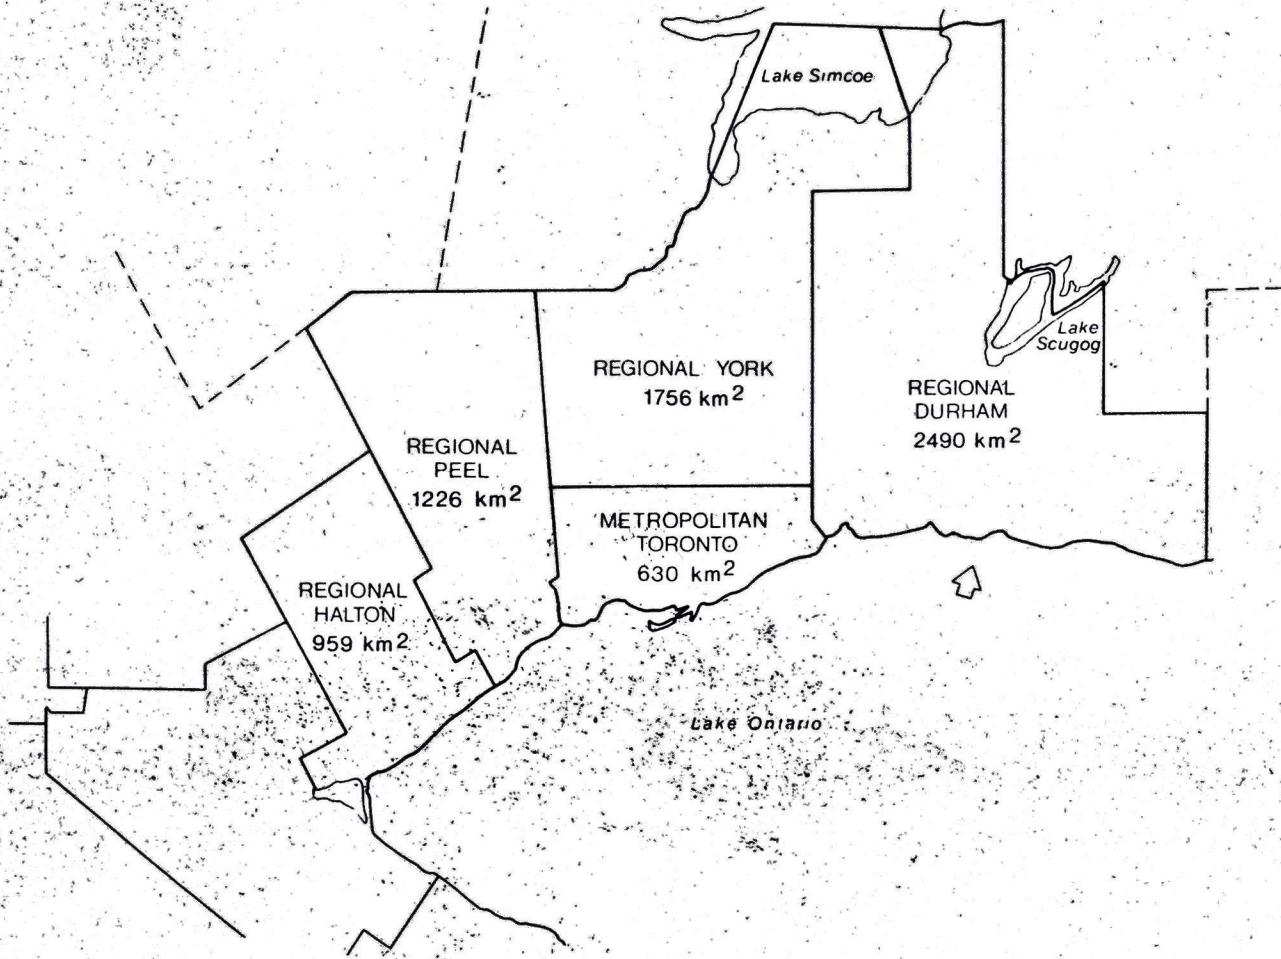 Lake Simcoe
Lake
Scugog
REGIONAL YORK
1756 km²
REGIONAL
DURHAM
2490 km²
REGIONAL
PEEL
1226 km²
METROPOLITAN
TORONTO
630 km²
REGIONAL
HALTON
959 km²
Lake Ontario